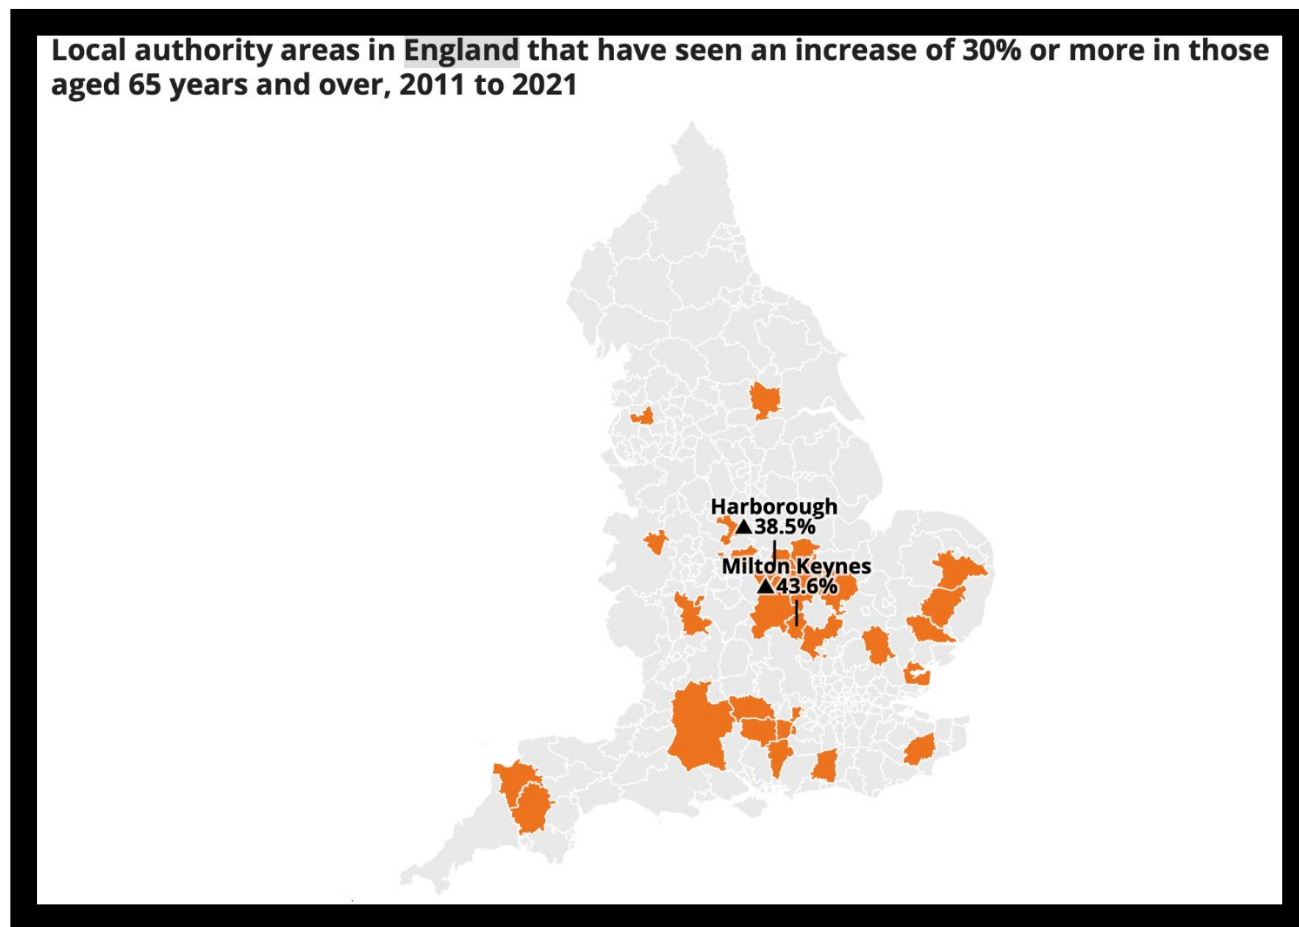 Local authority areas in England that have seen an increase of 30% or more in those
aged 65 years and over, 2011 to 2021
Harborough
▲38.5%
Milton Keynes
▲43.6%